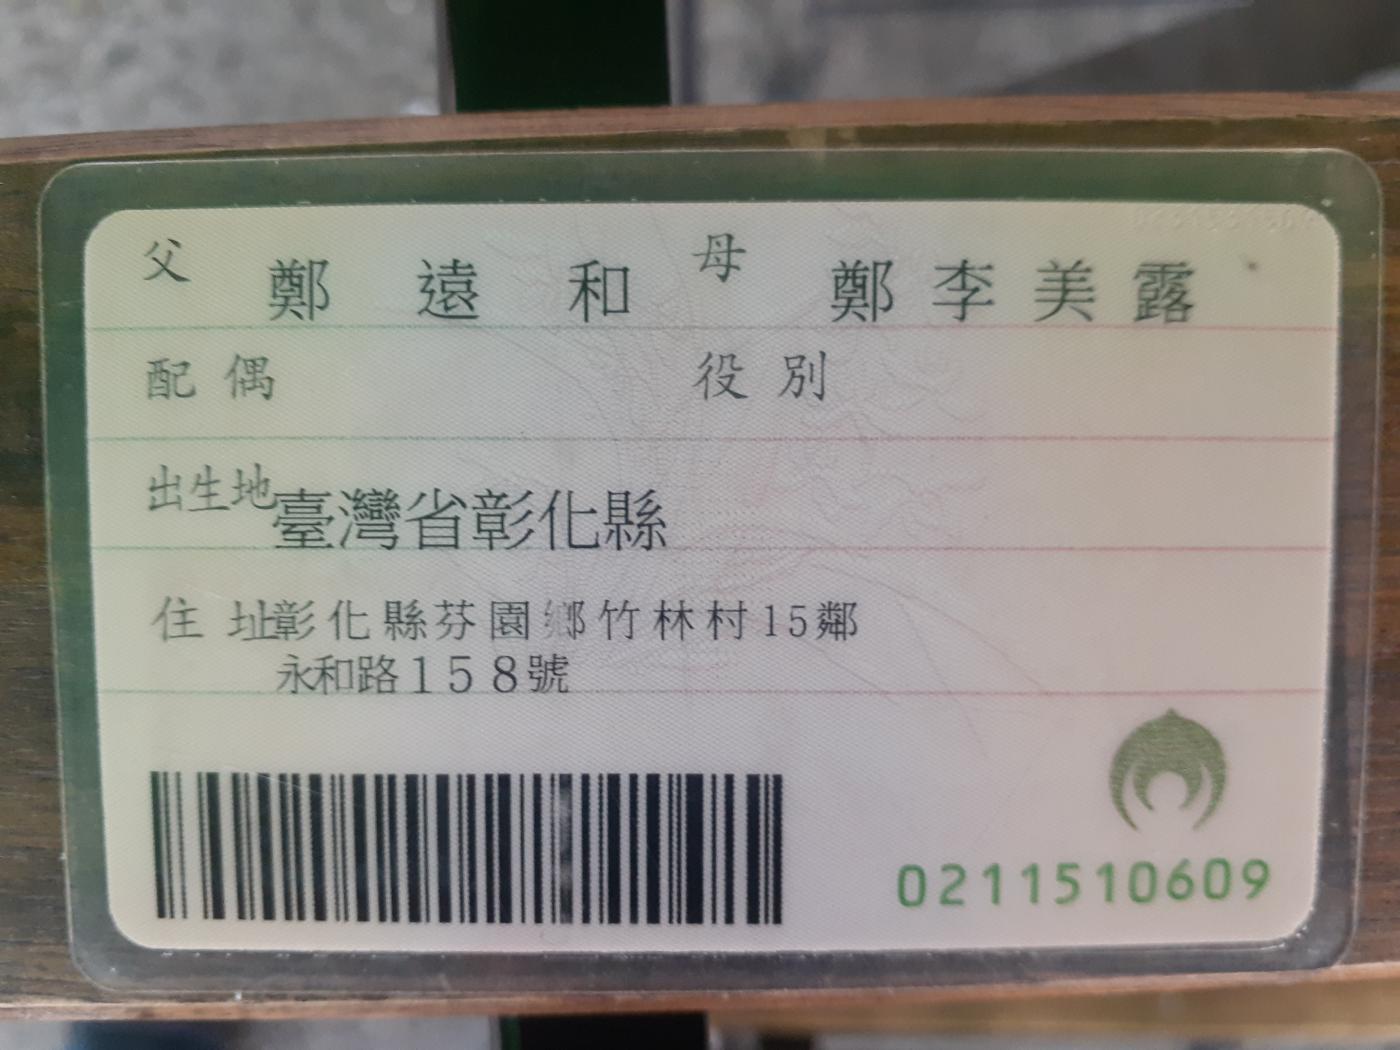 父 鄭遠和 母 鄭李美露
配偶 役別
出生地 臺灣省彰化縣
住址 彰化縣芬園鄉竹林村15鄰
永和路158號
0211510609